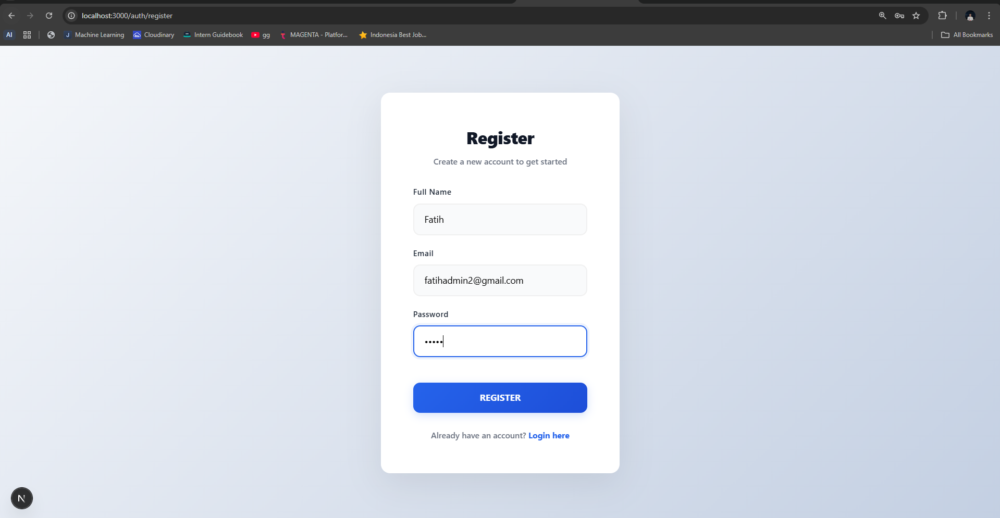 localhost:3000/auth/register
AI
J Machine Learning
Cloudinary
Intern Guidebook
gg
MAGENTA - Platfor...
Indonesia Best Job...
All Bookmarks
Register
Create a new account to get started
Full Name
Fatih
Email
fatihadmin2@gmail.com
Password
•••••
REGISTER
Already have an account? Login here
N